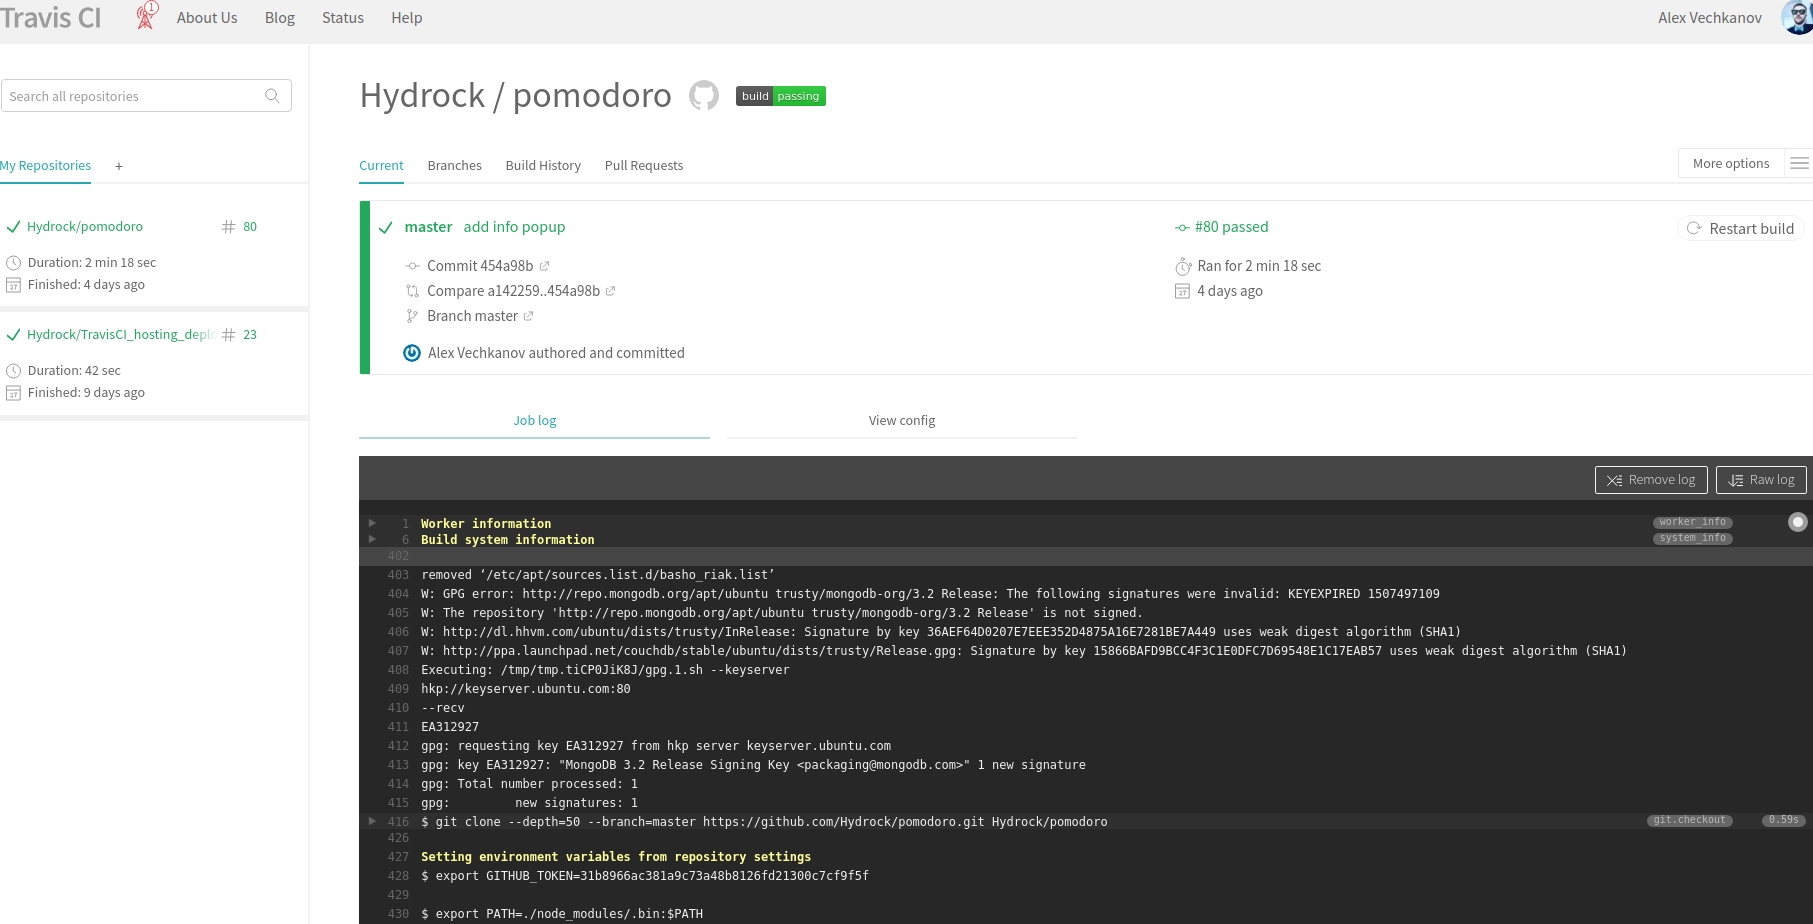 Travis CI
1
About Us Blog Status Help
Alex Vechkanov
Search all repositories
My Repositories +
Hydrock/pomodoro # 80
Duration: 2 min 18 sec
27 Finished: 4 days ago
Hydrock/TravisCI_hosting_deplo # 23
Duration: 42 sec
27 Finished: 9 days ago
Hydrock / pomodoro build passing
Current Branches Build History Pull Requests
More options
master add info popup
#80 passed
Restart build
Commit 454a98b
Ran for 2 min 18 sec
Compare a142259..454a98b
27 4 days ago
Branch master
Alex Vechkanov authored and committed
Job log View config
Remove log Raw log
1 Worker information worker_info
6 Build system information system_info
402
403 removed ‘/etc/apt/sources.list.d/basho_riak.list’
404 W: GPG error: http://repo.mongodb.org/apt/ubuntu trusty/mongodb-org/3.2 Release: The following signatures were invalid: KEYEXPIRED 1507497109
405 W: The repository 'http://repo.mongodb.org/apt/ubuntu trusty/mongodb-org/3.2 Release' is not signed.
406 W: http://dl.hhvm.com/ubuntu/dists/trusty/InRelease: Signature by key 36AEF64D0207E7EEE352D4875A16E7281BE7A449 uses weak digest algorithm (SHA1)
407 W: http://ppa.launchpad.net/couchdb/stable/ubuntu/dists/trusty/Release.gpg: Signature by key 15866BAFD9BCC4F3C1E0DFC7D69548E1C17EAB57 uses weak digest algorithm (SHA1)
408 Executing: /tmp/tmp.tiCP0JiK8J/gpg.1.sh --keyserver
409 hkp://keyserver.ubuntu.com:80
410 --recv
411 EA312927
412 gpg: requesting key EA312927 from hkp server keyserver.ubuntu.com
413 gpg: key EA312927: "MongoDB 3.2 Release Signing Key <packaging@mongodb.com>" 1 new signature
414 gpg: Total number processed: 1
415 gpg:         new signatures: 1
416 $ git clone --depth=50 --branch=master https://github.com/Hydrock/pomodoro.git Hydrock/pomodoro git.checkout 0.59s
426
427 Setting environment variables from repository settings
428 $ export GITHUB_TOKEN=31b8966ac381a9c73a48b8126fd21300c7cf9f5f
429
430 $ export PATH=./node_modules/.bin:$PATH